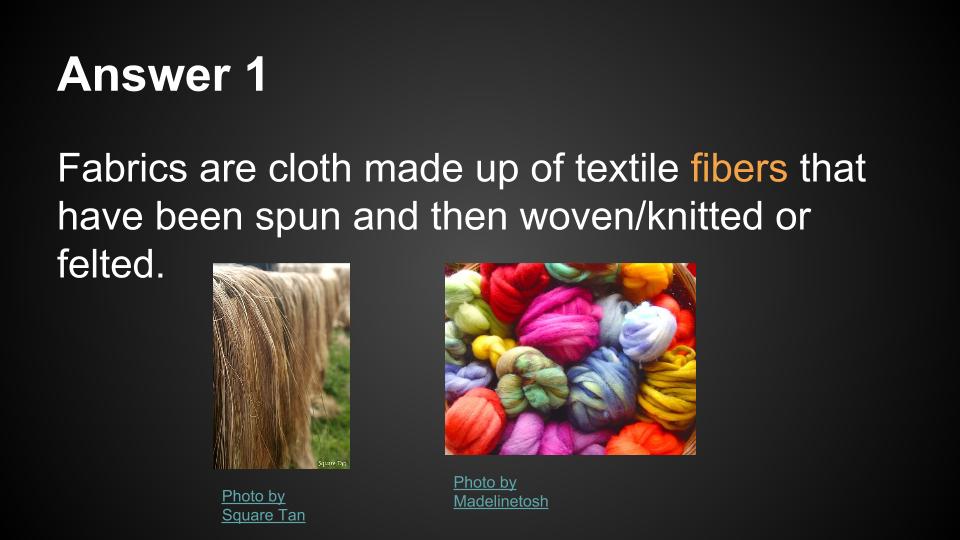 Answer 1
Fabrics are cloth made up of textile fibers that
have been spun and then woven/knitted or
felted.
Square Tan
Photo by
Square Tan
Photo by
Madelinetosh